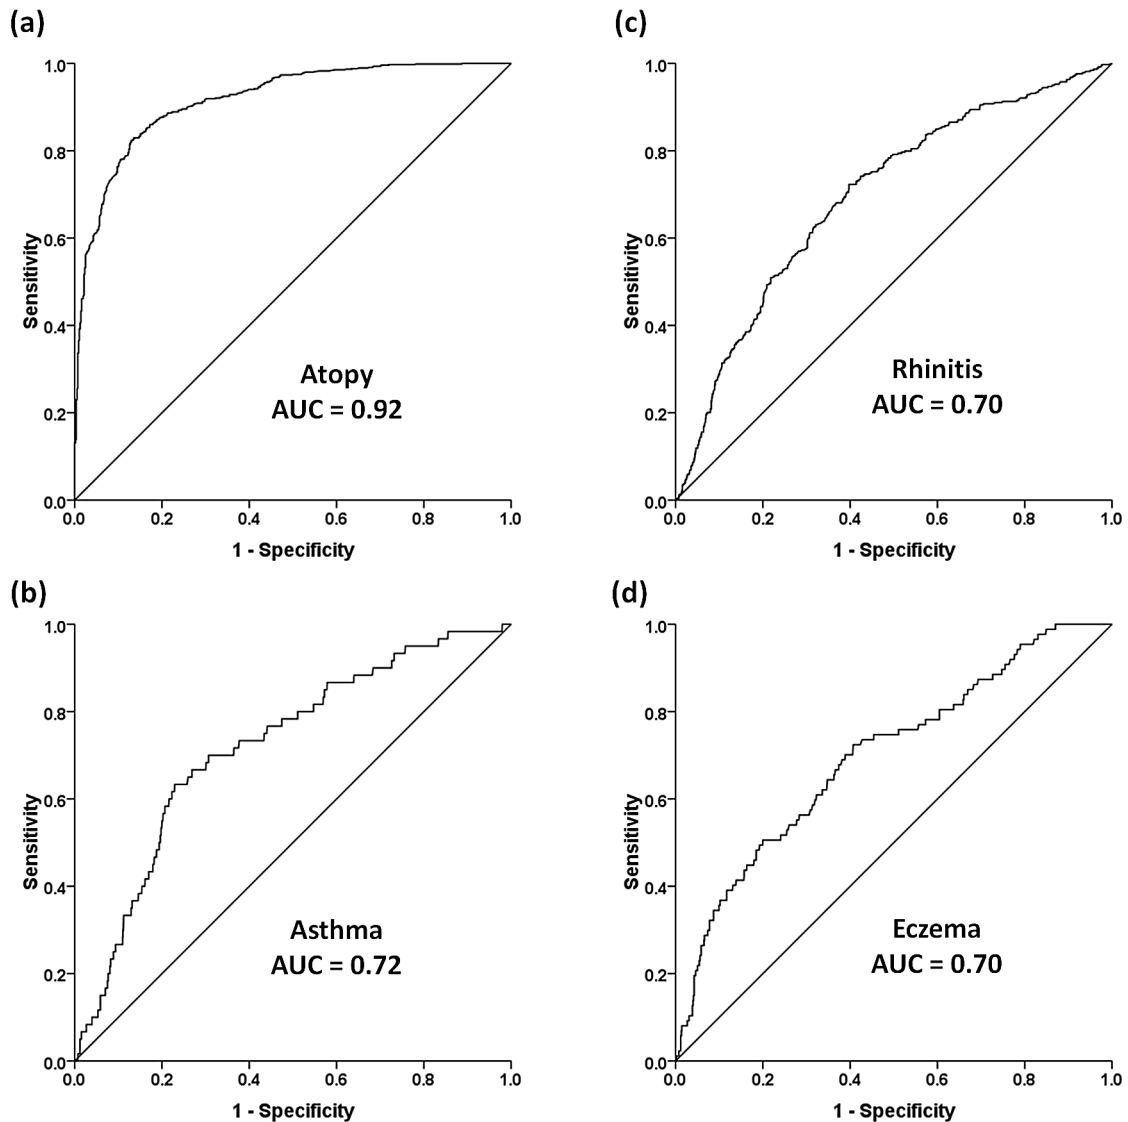 (a)
1.0
0.8
0.6
0.4
0.2
0.0
Sensitivity
0.0 0.2 0.4 0.6 0.8 1.0
1 - Specificity
Atopy
AUC = 0.92
(c)
1.0
0.8
0.6
0.4
0.2
0.0
Sensitivity
0.0 0.2 0.4 0.6 0.8 1.0
1 - Specificity
Rhinitis
AUC = 0.70
(b)
1.0
0.8
0.6
0.4
0.2
0.0
Sensitivity
0.0 0.2 0.4 0.6 0.8 1.0
1 - Specificity
Asthma
AUC = 0.72
(d)
1.0
0.8
0.6
0.4
0.2
0.0
Sensitivity
0.0 0.2 0.4 0.6 0.8 1.0
1 - Specificity
Eczema
AUC = 0.70